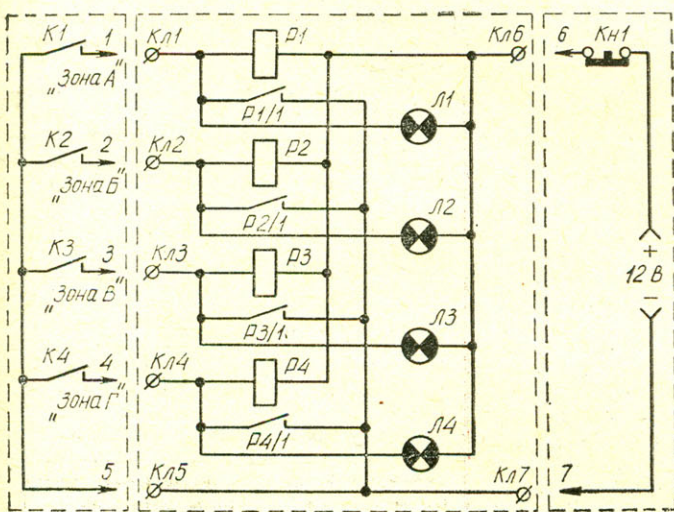 К1 1 Кл1 Р1 Кл6 6 Кн1
„Зона А"
Р1/1 Л1
К2 2 Кл2 Р2
„Зона Б"
Р2/1 Л2
К3 3 Кл3 Р3 +
„Зона В" 12 В
Р3/1 Л3 −
К4 4 Кл4 Р4
„Зона Г"
Р4/1 Л4
5 Кл5 Кл7 7